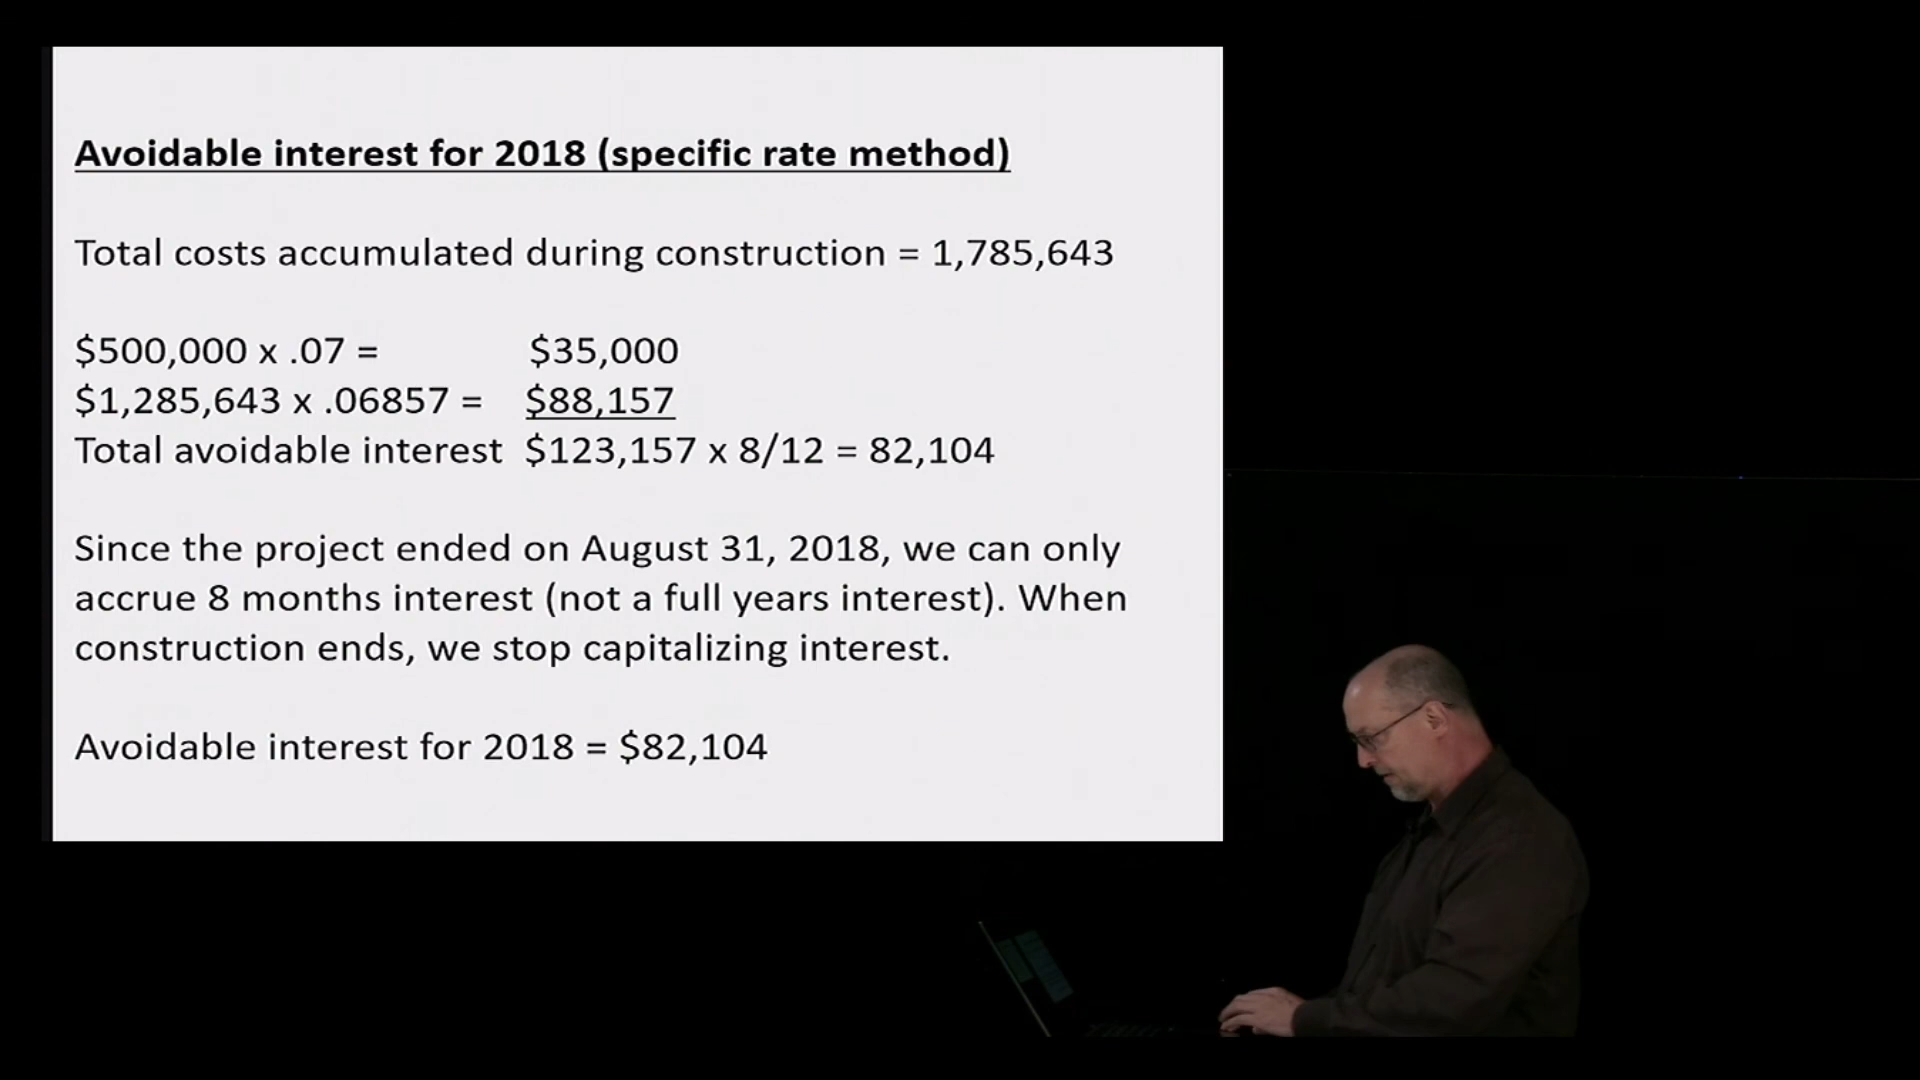 Avoidable interest for 2018 (specific rate method)
Total costs accumulated during construction = 1,785,643
$500,000 x .07 = $35,000
$1,285,643 x .06857 = $88,157
Total avoidable interest $123,157 x 8/12 = 82,104
Since the project ended on August 31, 2018, we can only
accrue 8 months interest (not a full years interest). When
construction ends, we stop capitalizing interest.
Avoidable interest for 2018 = $82,104